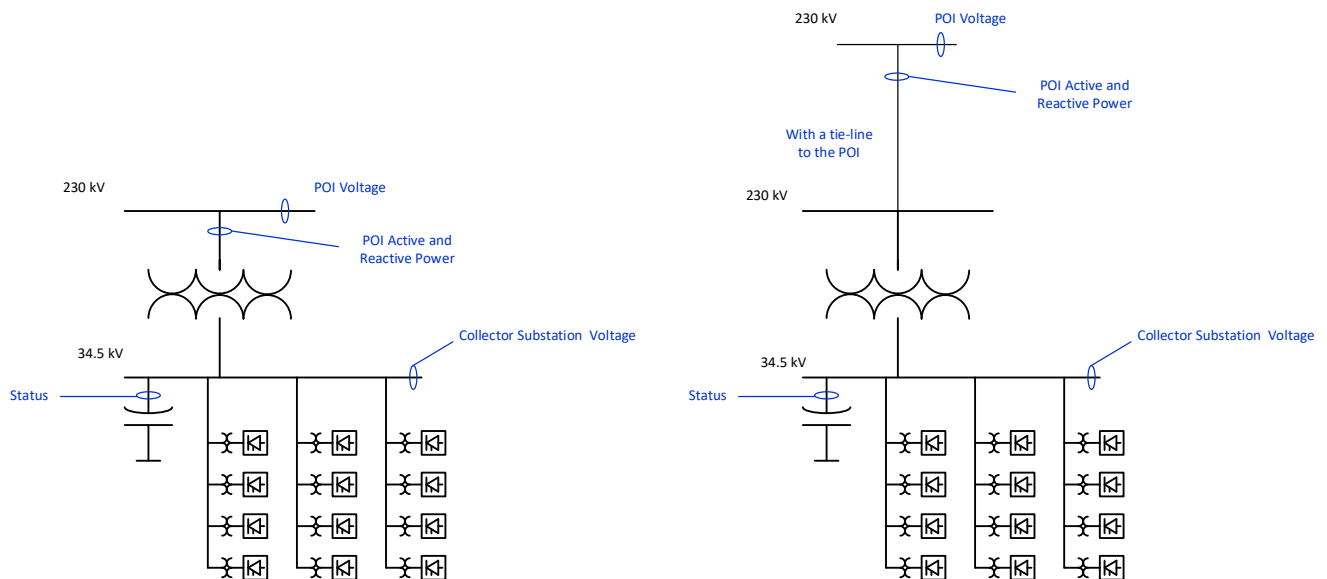 230 kV
POI Voltage
POI Active and
Reactive Power
34.5 kV
Collector Substation Voltage
Status
230 kV
POI Voltage
POI Active and
Reactive Power
With a tie-line
to the POI
230 kV
34.5 kV
Collector Substation Voltage
Status